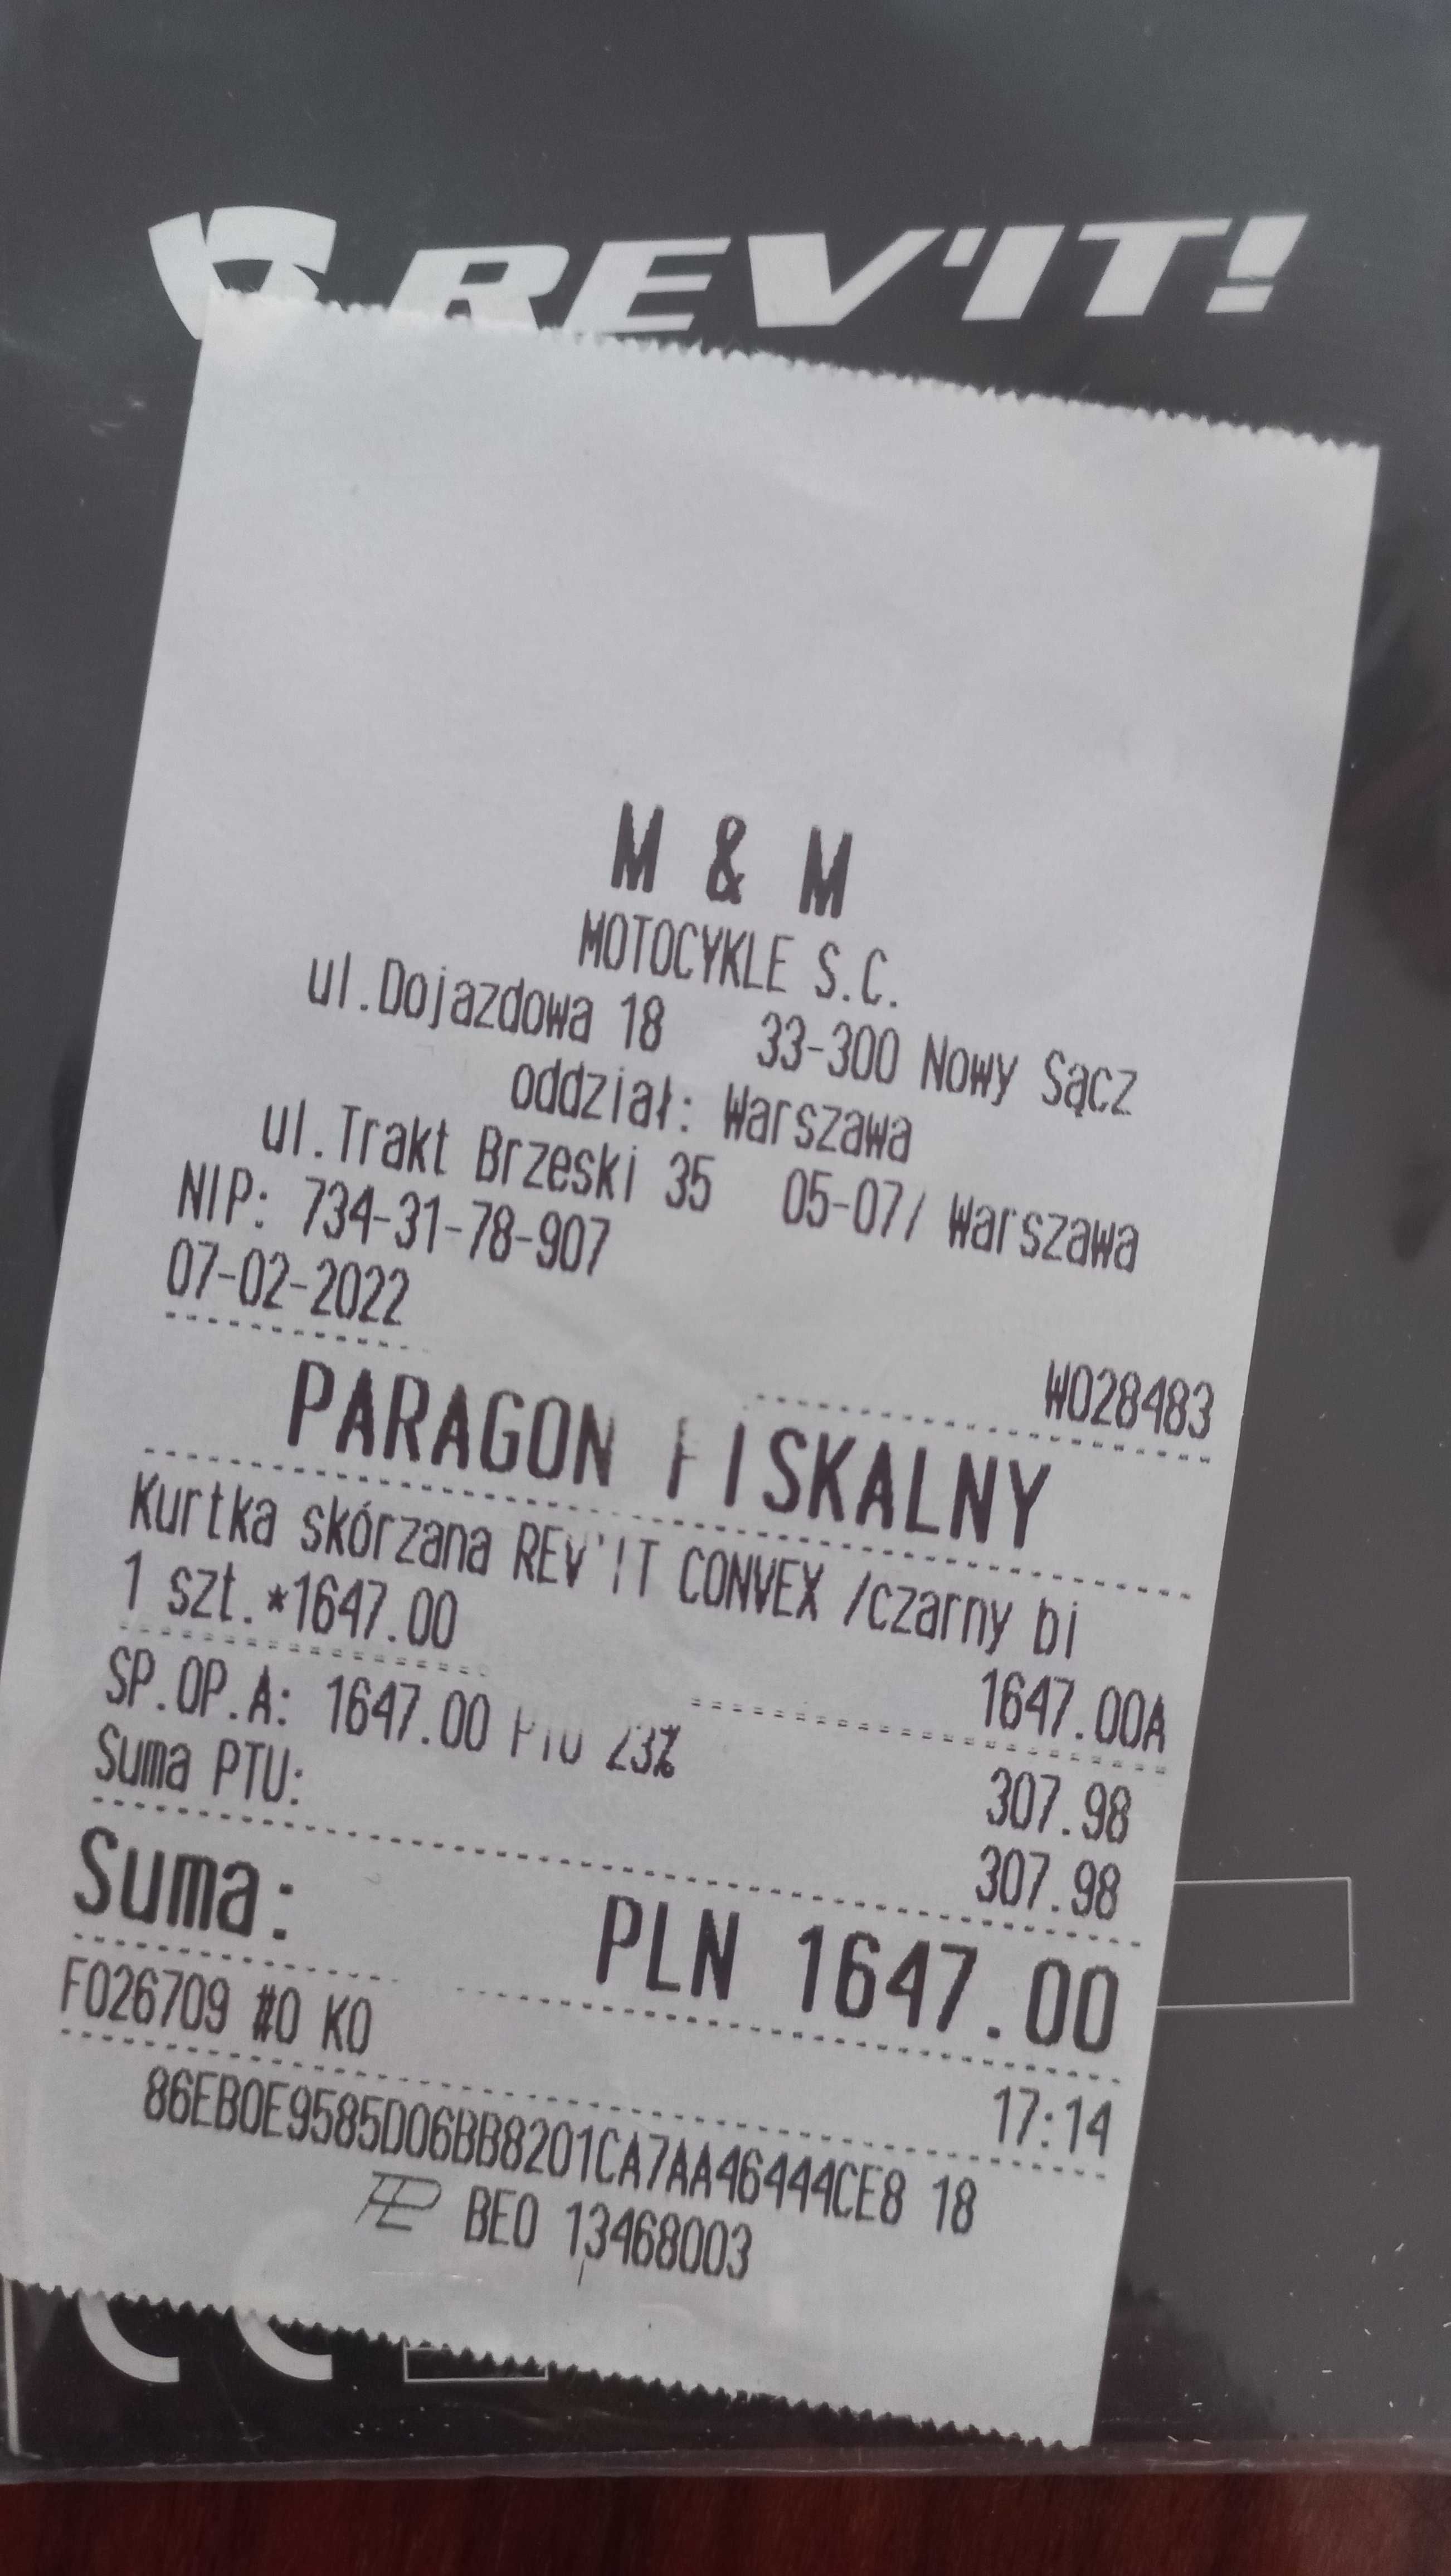 REV'IT!
M & M
MOTOCYKLE S.C.
ul.Dojazdowa 18 33-300 Nowy Sącz
oddział: Warszawa
ul.Trakt Brzeski 35 05-077 Warszawa
NIP: 734-31-78-907
07-02-2022 W028483
PARAGON FISKALNY
Kurtka skórzana REV'IT CONVEX /czarny bi
1 szt.*1647.00 1647.00A
SP.OP.A: 1647.00 PTU 23% 307.98
Suma PTU: 307.98
Suma: PLN 1647.00
F026709 #0 K0 17:14
86EB0E9585D06BB8201CA7AA46444CE8 18
BEO 13468003